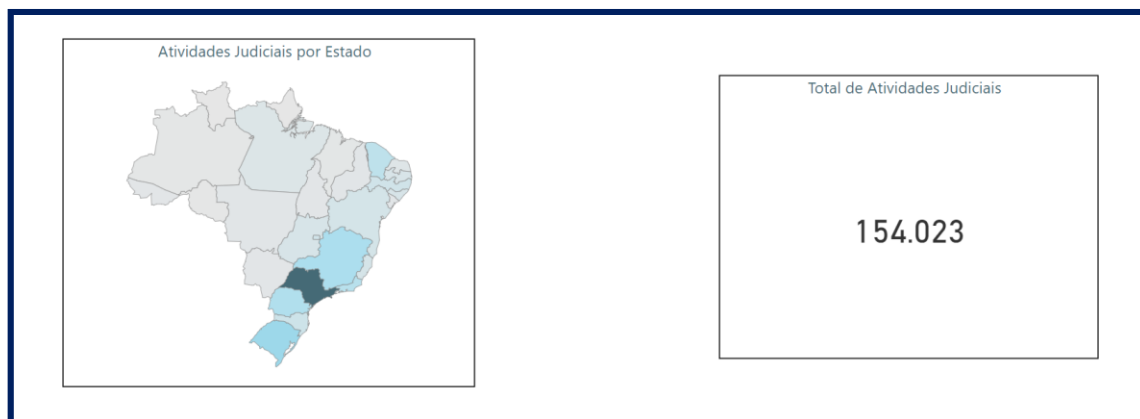 Atividades Judiciais por Estado
Total de Atividades Judiciais
154.023